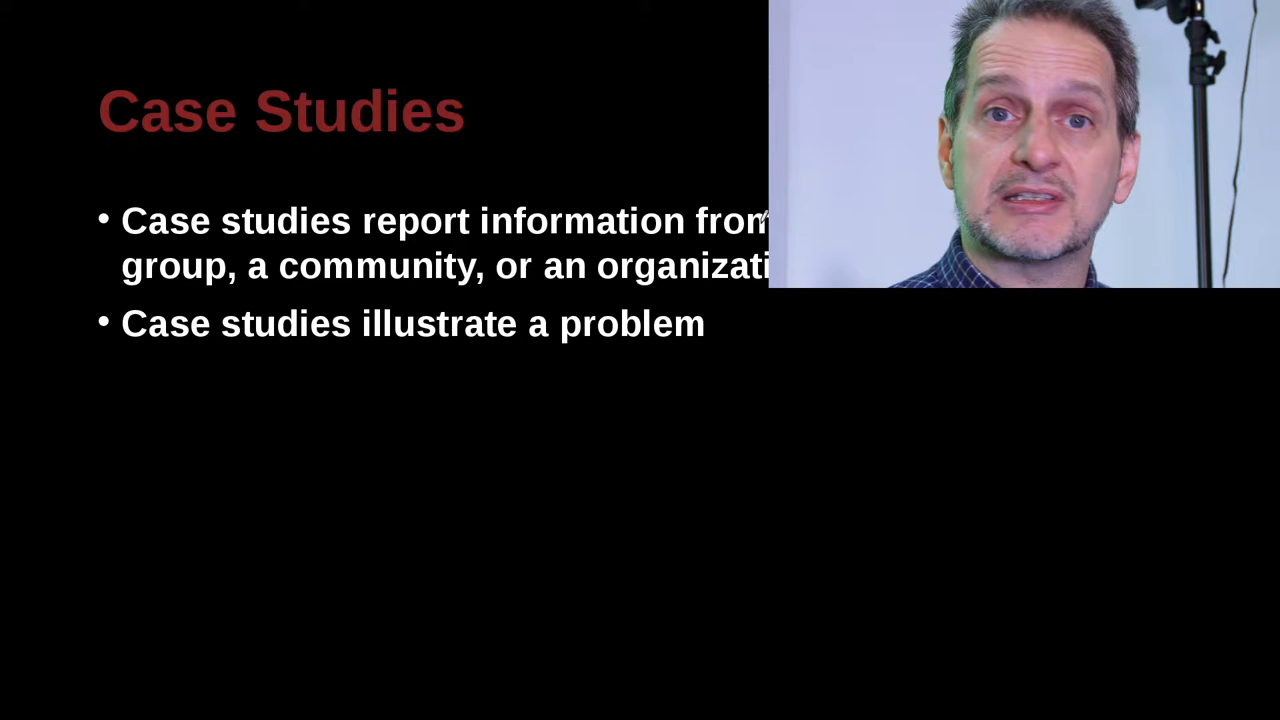 Case Studies
• Case studies report information from
group, a community, or an organizati
• Case studies illustrate a problem